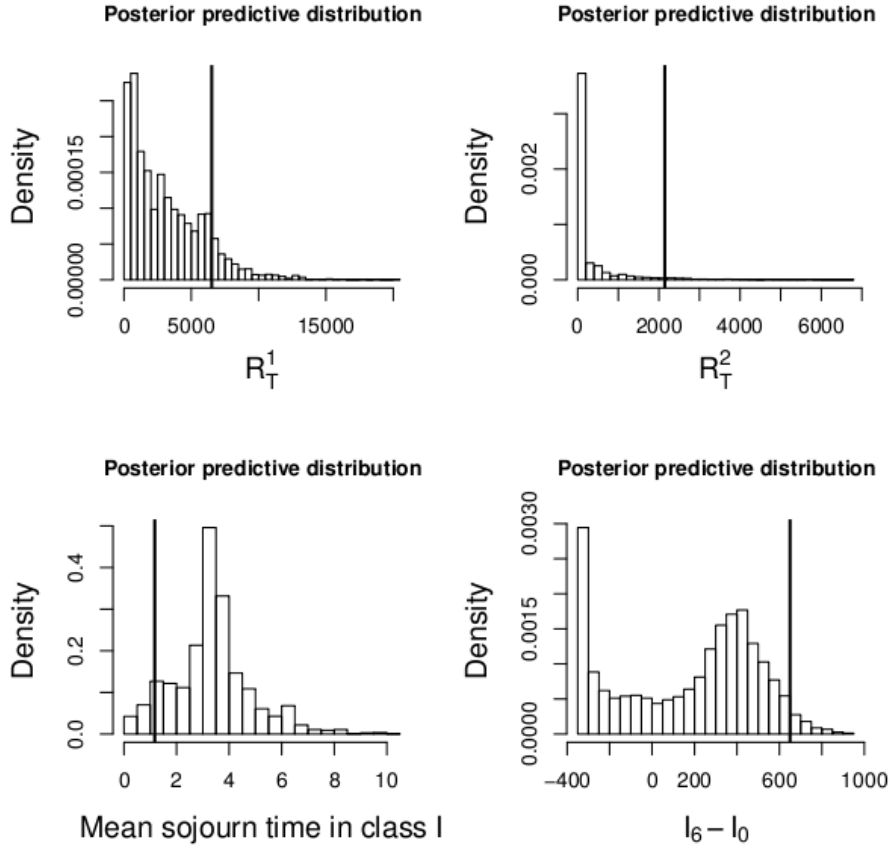 Posterior predictive distribution
Density
0.00000
0.00015
0
5000
15000
R_T^1
Posterior predictive distribution
Density
0.000
0.002
0
2000
4000
6000
R_T^2
Posterior predictive distribution
Density
0.0
0.2
0.4
0
2
4
6
8
10
Mean sojourn time in class I
Posterior predictive distribution
Density
0.0000
0.0015
0.0030
−400
0
200
600
1000
I₆ − I₀